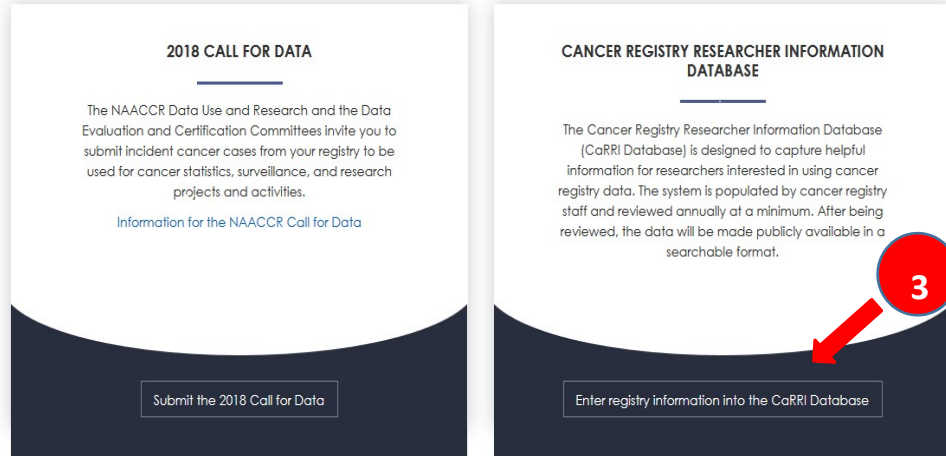 2018 CALL FOR DATA
The NAACCR Data Use and Research and the Data
Evaluation and Certification Committees invite you to
submit incident cancer cases from your registry to be
used for cancer statistics, surveillance, and research
projects and activities.
Information for the NAACCR Call for Data
Submit the 2018 Call for Data
CANCER REGISTRY RESEARCHER INFORMATION
DATABASE
The Cancer Registry Researcher Information Database
(CaRRI Database) is designed to capture helpful
information for researchers interested in using cancer
registry data. The system is populated by cancer registry
staff and reviewed annually at a minimum. After being
reviewed, the data will be made publicly available in a
searchable format.
3
Enter registry information into the CaRRI Database